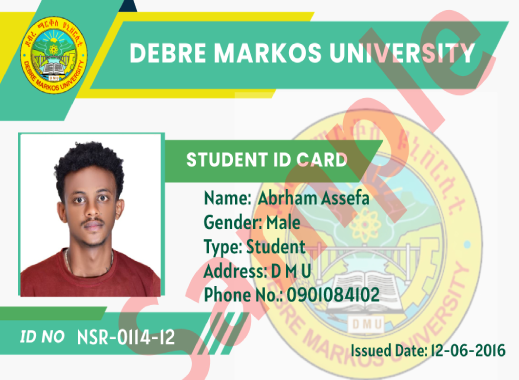 DEBRE MARKOS UNIVERSITY
DEBRE MARKOS UNIVERSITY
DMU
STUDENT ID CARD
Name: Abrham Assefa
Gender: Male
Type: Student
Address: D M U
Phone No.: 0901084102
ID NO NSR-0114-12
Issued Date: 12-06-2016
Sample
DEBRE MARKOS UNIVERSITY
DMU